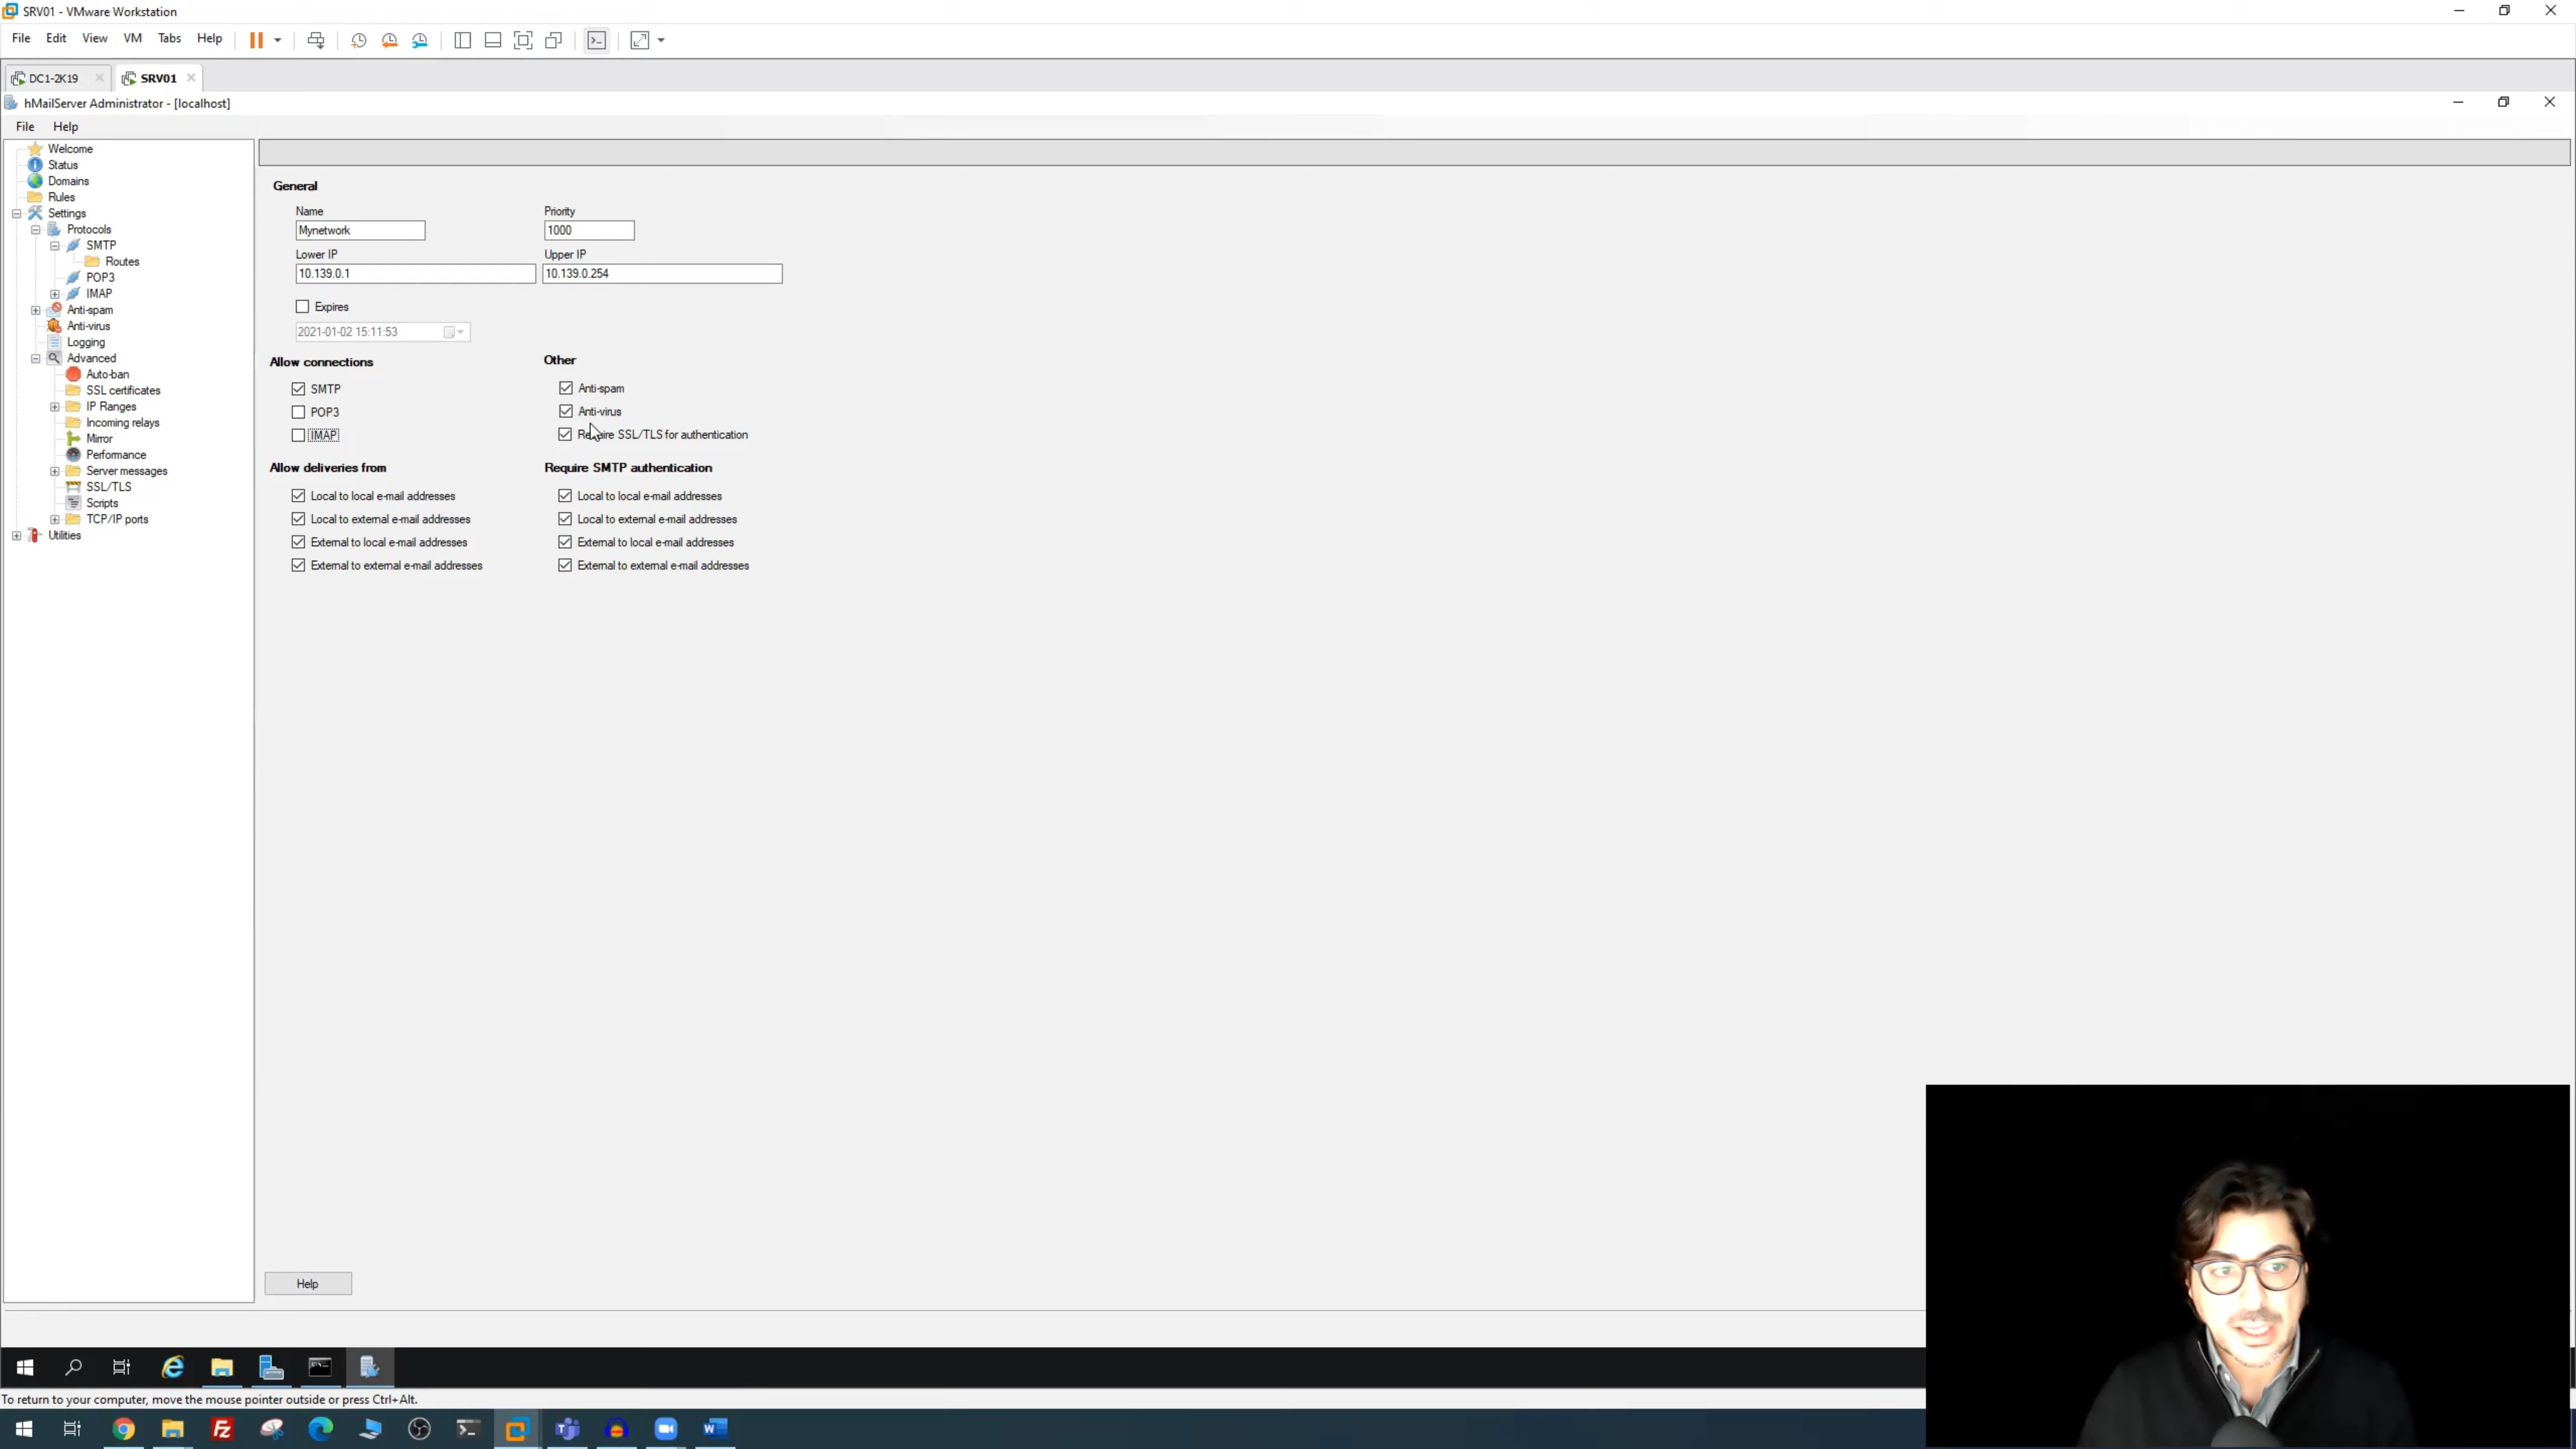 SRV01 - VMware Workstation
File Edit View VM Tabs Help
DC1-2K19 SRV01
hMailServer Administrator - [localhost]
File Help
Welcome
Status
Domains
Rules
Settings
Protocols
SMTP
Routes
POP3
IMAP
Anti-spam
Anti-virus
Logging
Advanced
Auto-ban
SSL certificates
IP Ranges
Incoming relays
Mirror
Performance
Server messages
SSL/TLS
Scripts
TCP/IP ports
Utilities
General
Name Priority
Mynetwork 1000
Lower IP Upper IP
10.139.0.1 10.139.0.254
Expires
2021-01-02 15:11:53
Allow connections Other
SMTP Anti-spam
POP3 Anti-virus
IMAP Require SSL/TLS for authentication
Allow deliveries from Require SMTP authentication
Local to local e-mail addresses Local to local e-mail addresses
Local to external e-mail addresses Local to external e-mail addresses
External to local e-mail addresses External to local e-mail addresses
External to external e-mail addresses External to external e-mail addresses
Help
To return to your computer, move the mouse pointer outside or press Ctrl+Alt.